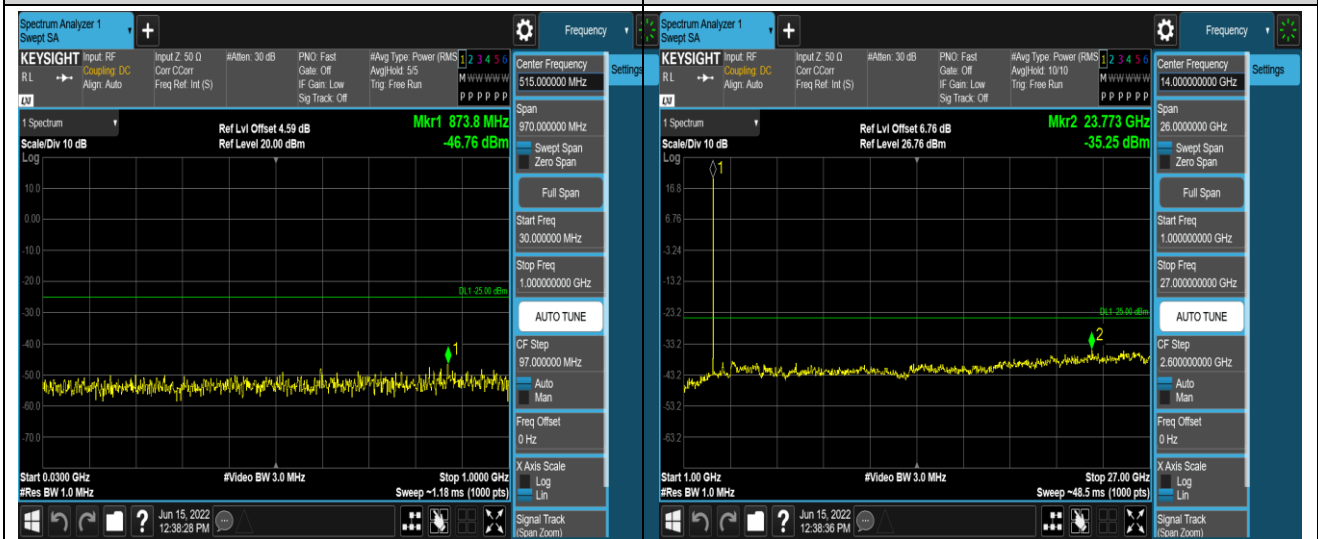 Spectrum Analyzer 1
Swept SA
+
Frequency
KEYSIGHT
RL
LXI
Input: RF
Coupling: DC
Align: Auto
Input Z: 50 Ω
Corr CCorr
Freq Ref: Int (S)
#Atten: 30 dB
PNO: Fast
Gate: Off
IF Gain: Low
Sig Track: Off
#Avg Type: Power (RMS
Avg|Hold: 5/5
Trig: Free Run
1 2 3 4 5 6
M W W W W W
P P P P P P
Center Frequency
515.000000 MHz
Settings
1 Spectrum
Scale/Div 10 dB
Log
Ref Lvl Offset 4.59 dB
Ref Level 20.00 dBm
Mkr1 873.8 MHz
-46.76 dBm
10.0
0.00
-10.0
-20.0
-30.0
-40.0
-50.0
-60.0
-70.0
DL1 -25.00 dBm
1
Start 0.0300 GHz
#Res BW 1.0 MHz
#Video BW 3.0 MHz
Stop 1.0000 GHz
Sweep ~1.18 ms (1000 pts)
Span
970.000000 MHz
Swept Span
Zero Span
Full Span
Start Freq
30.000000 MHz
Stop Freq
1.000000000 GHz
AUTO TUNE
CF Step
97.000000 MHz
Auto
Man
Freq Offset
0 Hz
X Axis Scale
Log
Lin
Signal Track
(Span Zoom)
?
Jun 15, 2022
12:38:28 PM
Spectrum Analyzer 1
Swept SA
+
Frequency
KEYSIGHT
RL
LXI
Input: RF
Coupling: DC
Align: Auto
Input Z: 50 Ω
Corr CCorr
Freq Ref: Int (S)
#Atten: 30 dB
PNO: Fast
Gate: Off
IF Gain: Low
Sig Track: Off
#Avg Type: Power (RMS
Avg|Hold: 10/10
Trig: Free Run
1 2 3 4 5 6
M W W W W W
P P P P P P
Center Frequency
14.000000000 GHz
Settings
1 Spectrum
Scale/Div 10 dB
Log
Ref Lvl Offset 6.76 dB
Ref Level 26.76 dBm
Mkr2 23.773 GHz
-35.25 dBm
1
16.8
6.76
-3.24
-13.2
-23.2
-33.2
-43.2
-53.2
-63.2
DL1 -25.00 dBm
2
Start 1.00 GHz
#Res BW 1.0 MHz
#Video BW 3.0 MHz
Stop 27.00 GHz
Sweep ~48.5 ms (1000 pts)
Span
26.0000000 GHz
Swept Span
Zero Span
Full Span
Start Freq
1.000000000 GHz
Stop Freq
27.000000000 GHz
AUTO TUNE
CF Step
2.600000000 GHz
Auto
Man
Freq Offset
0 Hz
X Axis Scale
Log
Lin
Signal Track
(Span Zoom)
?
Jun 15, 2022
12:38:36 PM